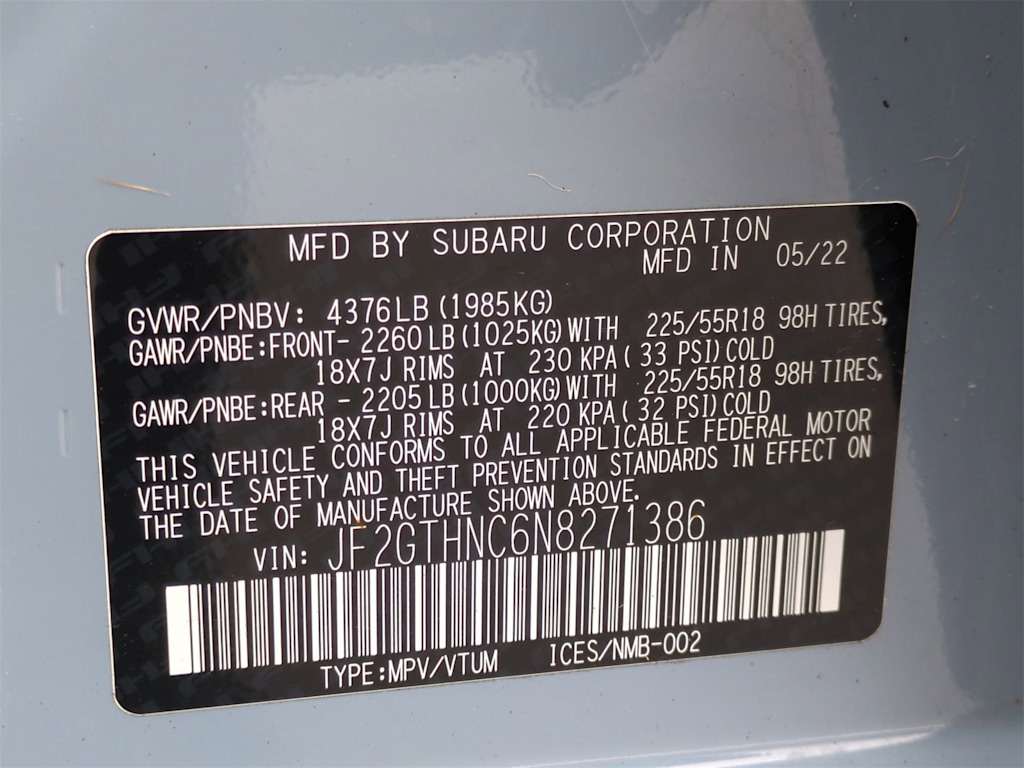 MFD BY SUBARU CORPORATION
MFD IN 05/22
GVWR/PNBV: 4376LB (1985KG)
GAWR/PNBE:FRONT- 2260 LB (1025KG) WITH 225/55R18 98H TIRES,
18X7J RIMS AT 230 KPA ( 33 PSI) COLD
GAWR/PNBE:REAR - 2205 LB (1000KG) WITH 225/55R18 98H TIRES,
18X7J RIMS AT 220 KPA ( 32 PSI) COLD
THIS VEHICLE CONFORMS TO ALL APPLICABLE FEDERAL MOTOR
VEHICLE SAFETY AND THEFT PREVENTION STANDARDS IN EFFECT ON
THE DATE OF MANUFACTURE SHOWN ABOVE.
VIN: JF2GTHNC6N8271386
TYPE:MPV/VTUM ICES/NMB-002